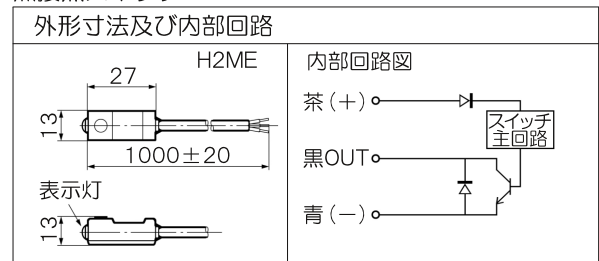 外形寸法及び内部回路
H2ME
27
13
1000±20
表示灯
13
内部回路図
茶(+)
スイッチ
主回路
黒OUT
青(−)